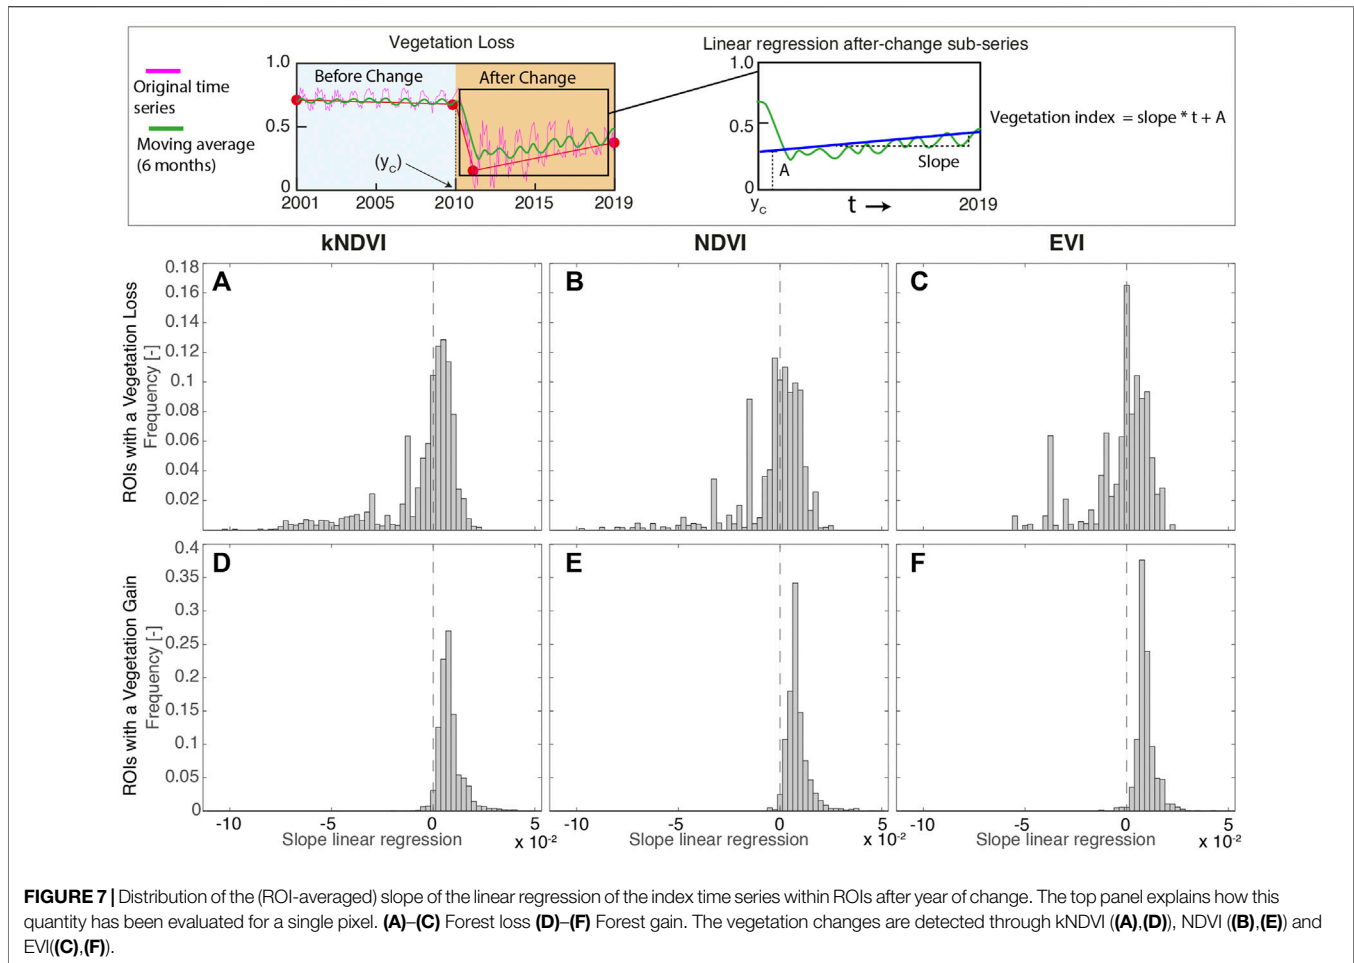 Vegetation Loss
Linear regression after-change sub-series
Original time
series
Moving average
(6 months)
1.0
0.5
0
Before Change
After Change
(yC)
2001
2005
2010
2015
2019
1.0
0.5
0
A
Slope
yC
t
2019
Vegetation index = slope * t + A
kNDVI
NDVI
EVI
ROIs with a Vegetation Loss
Frequency [-]
0.18
0.16
0.14
0.12
0.1
0.08
0.06
0.04
0.02
A
B
C
ROIs with a Vegetation Gain
Frequency [-]
0.4
0.35
0.3
0.25
0.2
0.15
0.1
0.05
0
D
E
F
-10
-5
0
5
x 10-2
Slope linear regression
-10
-5
0
5
x 10-2
Slope linear regression
-10
-5
0
5
x 10-2
Slope linear regression
FIGURE 7 | Distribution of the (ROI-averaged) slope of the linear regression of the index time series within ROIs after year of change. The top panel explains how this
quantity has been evaluated for a single pixel. (A)–(C) Forest loss (D)–(F) Forest gain. The vegetation changes are detected through kNDVI ((A),(D)), NDVI ((B),(E)) and
EVI((C),(F)).